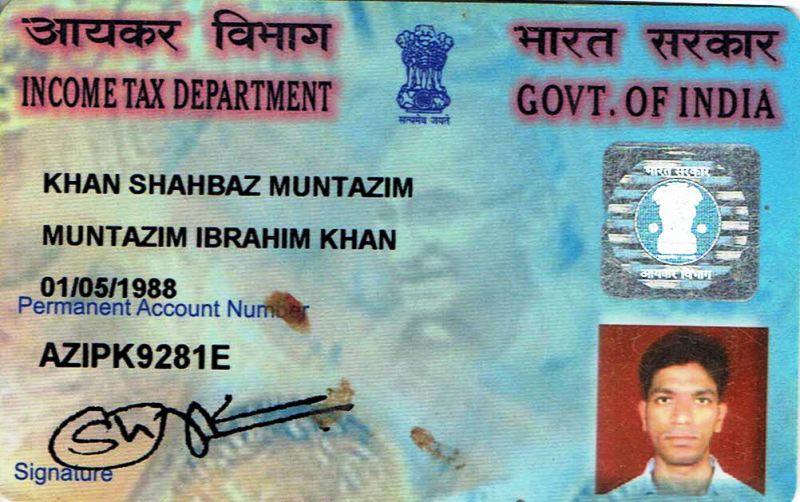 आयकर विभाग
INCOME TAX DEPARTMENT
सत्यमेव जयते
भारत सरकार
GOVT. OF INDIA
KHAN SHAHBAZ MUNTAZIM
MUNTAZIM IBRAHIM KHAN
01/05/1988
Permanent Account Number
AZIPK9281E
Signature
भारत सरकार
आयकर विभाग